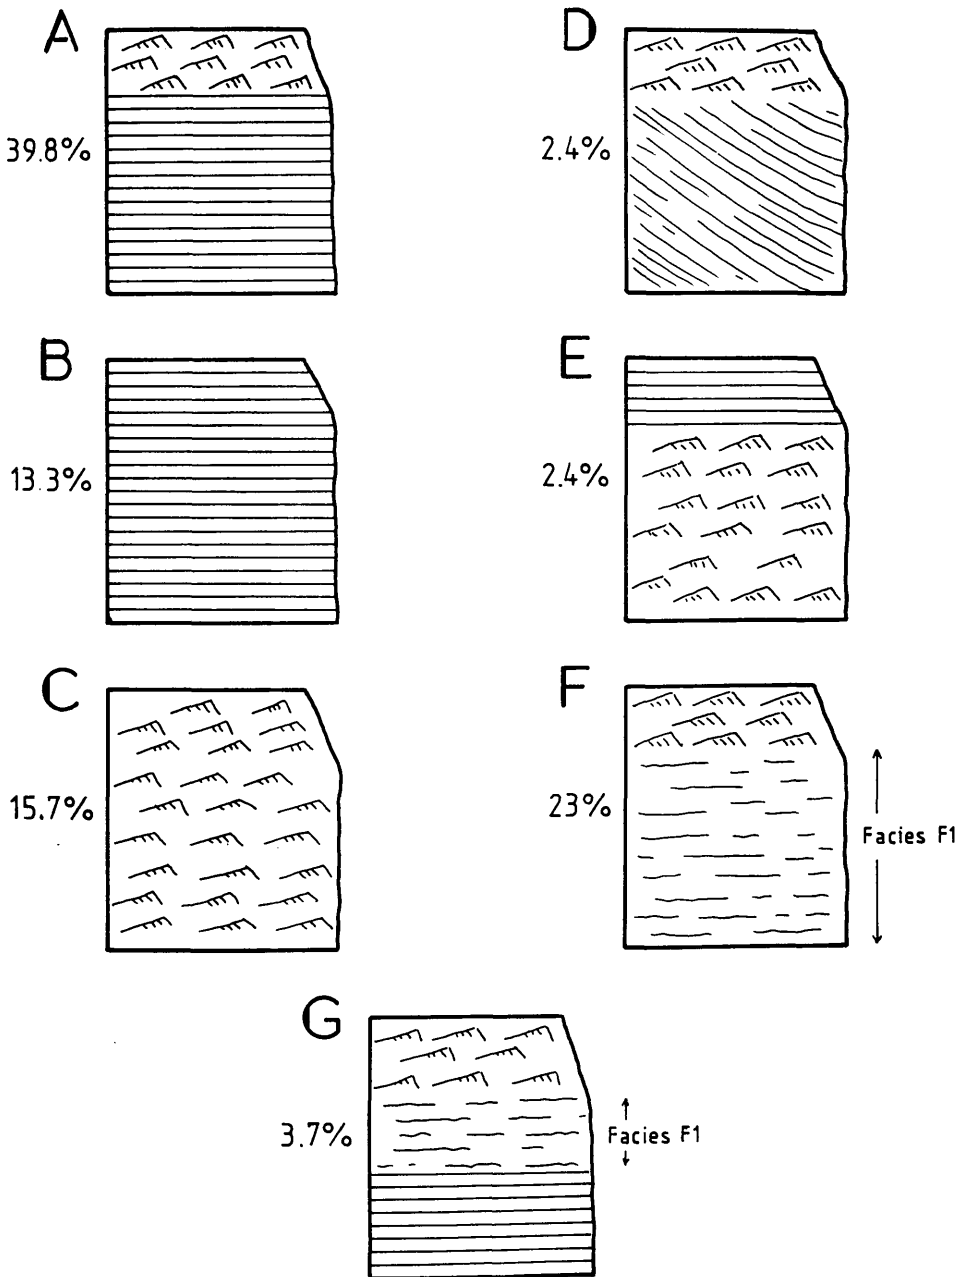 A
39.8%
B
13.3%
C
15.7%
D
2.4%
E
2.4%
F
23%
Facies F1
G
3.7%
Facies F1